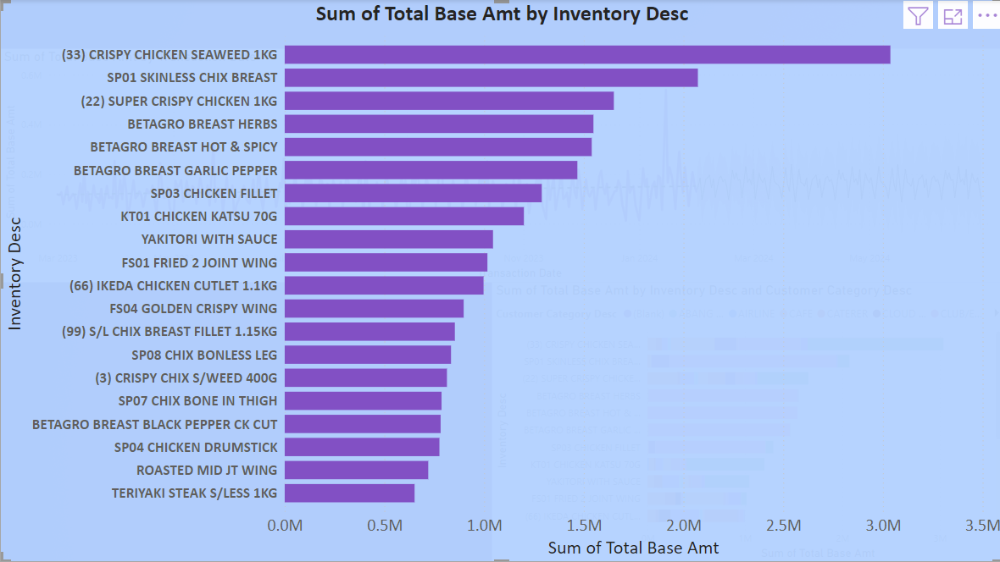 Sum of Total Base Amt by Inventory Desc
(33) CRISPY CHICKEN SEAWEED 1KG
SP01 SKINLESS CHIX BREAST
(22) SUPER CRISPY CHICKEN 1KG
BETAGRO BREAST HERBS
BETAGRO BREAST HOT & SPICY
BETAGRO BREAST GARLIC PEPPER
SP03 CHICKEN FILLET
KT01 CHICKEN KATSU 70G
YAKITORI WITH SAUCE
FS01 FRIED 2 JOINT WING
(66) IKEDA CHICKEN CUTLET 1.1KG
FS04 GOLDEN CRISPY WING
(99) S/L CHIX BREAST FILLET 1.15KG
SP08 CHIX BONLESS LEG
(3) CRISPY CHIX S/WEED 400G
SP07 CHIX BONE IN THIGH
BETAGRO BREAST BLACK PEPPER CK CUT
SP04 CHICKEN DRUMSTICK
ROASTED MID JT WING
TERIYAKI STEAK S/LESS 1KG
Inventory Desc
0.0M 0.5M 1.0M 1.5M 2.0M 2.5M 3.0M 3.5M
Sum of Total Base Amt
Sum of Total Base Amt by Inventory Desc and Customer Category Desc
Customer Category Desc